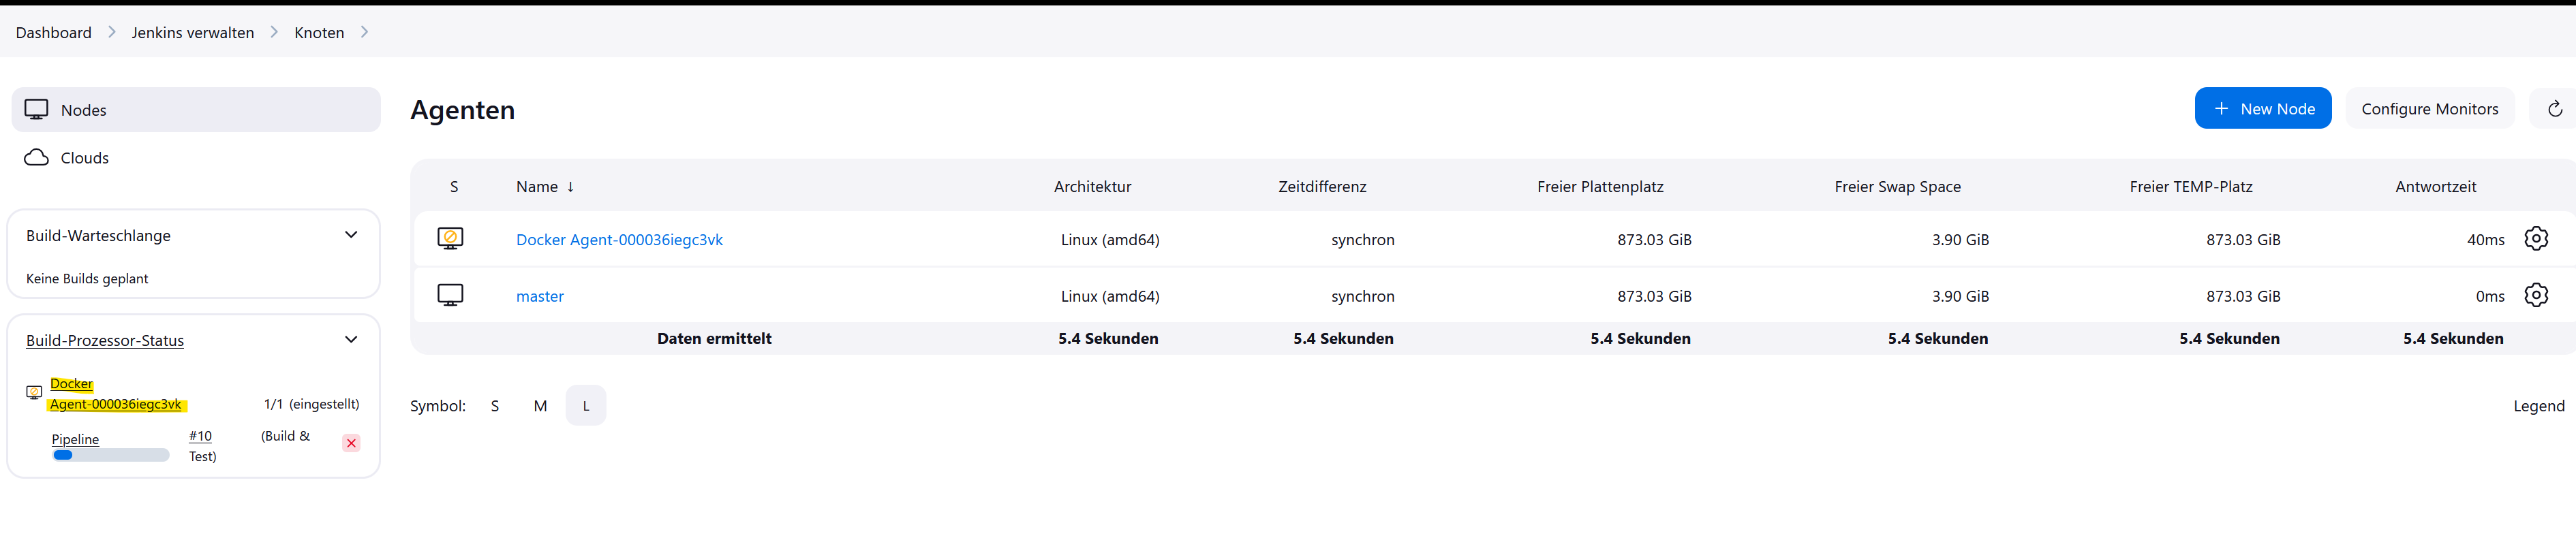 Dashboard > Jenkins verwalten > Knoten >
Nodes
Clouds
Build-Warteschlange
Keine Builds geplant
Build-Prozessor-Status
Docker
Agent-000036iegc3vk 1/1 (eingestellt)
Pipeline #10 (Build &
Test)
Agenten
+ New Node Configure Monitors
S Name ↓ Architektur Zeitdifferenz Freier Plattenplatz Freier Swap Space Freier TEMP-Platz Antwortzeit
Docker Agent-000036iegc3vk Linux (amd64) synchron 873.03 GiB 3.90 GiB 873.03 GiB 40ms
master Linux (amd64) synchron 873.03 GiB 3.90 GiB 873.03 GiB 0ms
Daten ermittelt 5.4 Sekunden 5.4 Sekunden 5.4 Sekunden 5.4 Sekunden 5.4 Sekunden 5.4 Sekunden
Symbol: S M L Legend